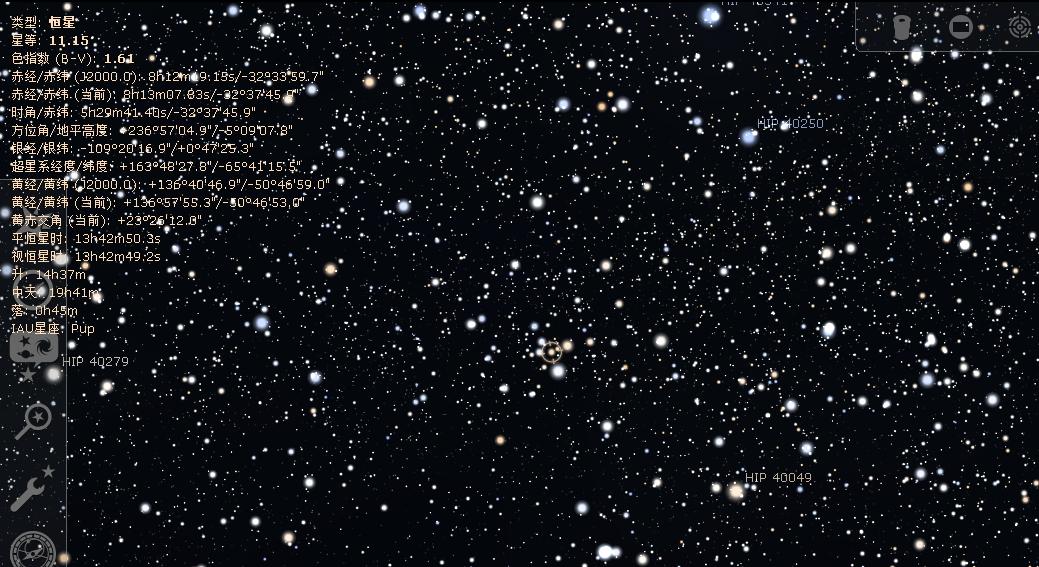 类型: 恒星
星等: 11.15
色指数 (B-V): 1.61
赤经/赤纬 (J2000.0): 8h12m19.15s/-32°33'59.7"
赤经/赤纬 (当前): 8h13m07.83s/-32°37'45.9"
时角/赤纬: 5h29m41.40s/-32°37'45.9"
方位角/地平高度: +236°57'04.9"/-5°09'07.8"
银经/银纬: -109°20'16.9"/+0°47'25.3"
超星系经度/纬度: +163°48'27.8"/-65°41'15.5"
黄经/黄纬 (J2000.0): +136°40'46.9"/-50°46'59.0"
黄经/黄纬 (当前): +136°57'55.3"/-50°46'53.0"
黄赤交角 (当前): +23°26'12.0"
平恒星时: 13h42m50.3s
视恒星时: 13h42m49.2s
升: 14h37m
中天: 19h41m
落: 0h45m
IAU星座: Pup
HIP 40250
HIP 40279
HIP 40049